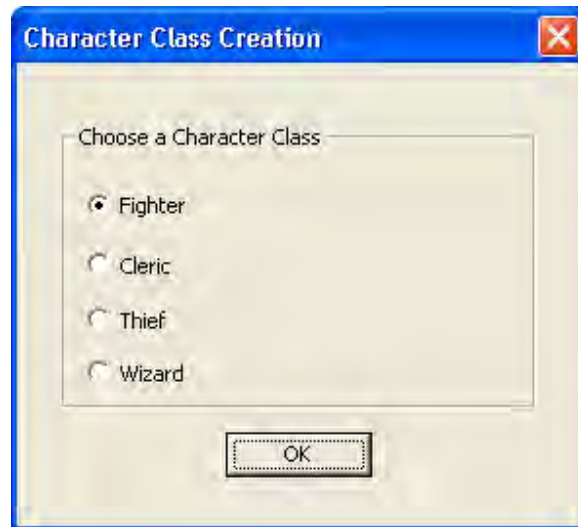 Character Class Creation
Choose a Character Class
Fighter
Cleric
Thief
Wizard
OK